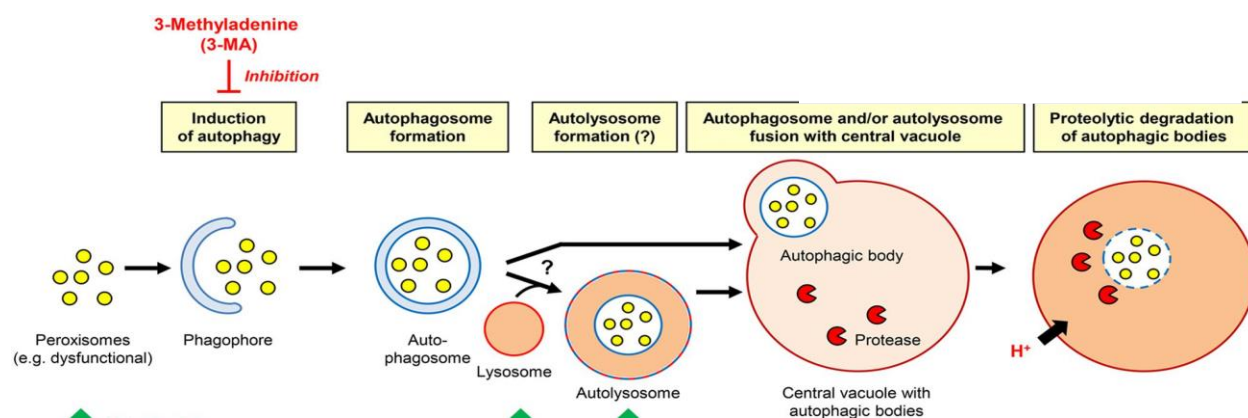 3-Methyladenine
(3-MA)
Inhibition
Induction
of autophagy
Autophagosome
formation
Autolysosome
formation (?)
Autophagosome and/or autolysosome
fusion with central vacuole
Proteolytic degradation
of autophagic bodies
?
Autophagic body
Protease
H⁺
Peroxisomes
(e.g. dysfunctional)
Phagophore
Auto-
phagosome
Lysosome
Autolysosome
Central vacuole with
autophagic bodies